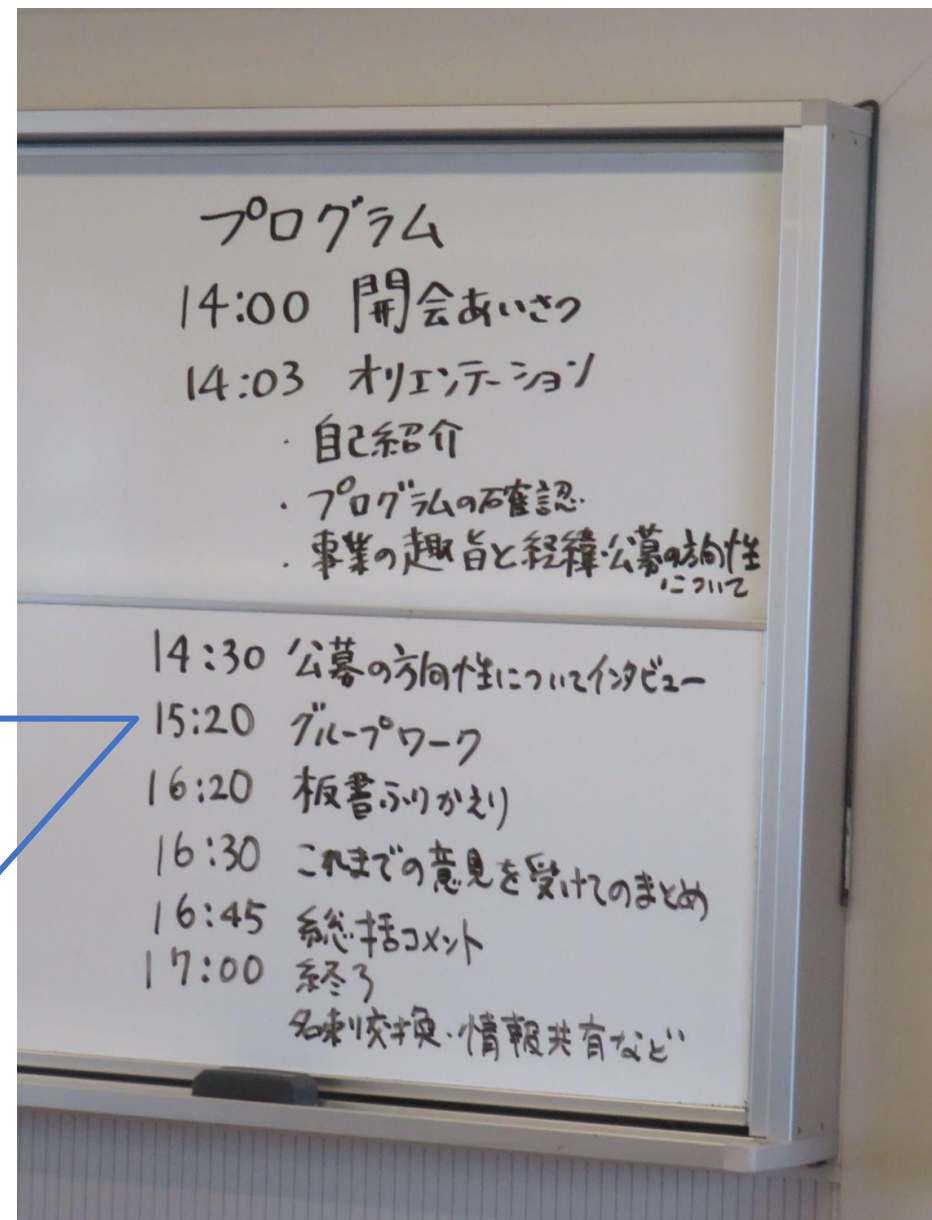 プログラム
14:00 開会あいさつ
14:03 オリエンテーション
・自己紹介
・プログラムの確認
・事業の趣旨と経緯・公募の方向性
について
14:30 公募の方向性についてインタビュー
15:20 グループワーク
16:20 板書ふりかえり
16:30 これまでの意見を受けてのまとめ
16:45 総括コメント
17:00 終了
名刺交換・情報共有など